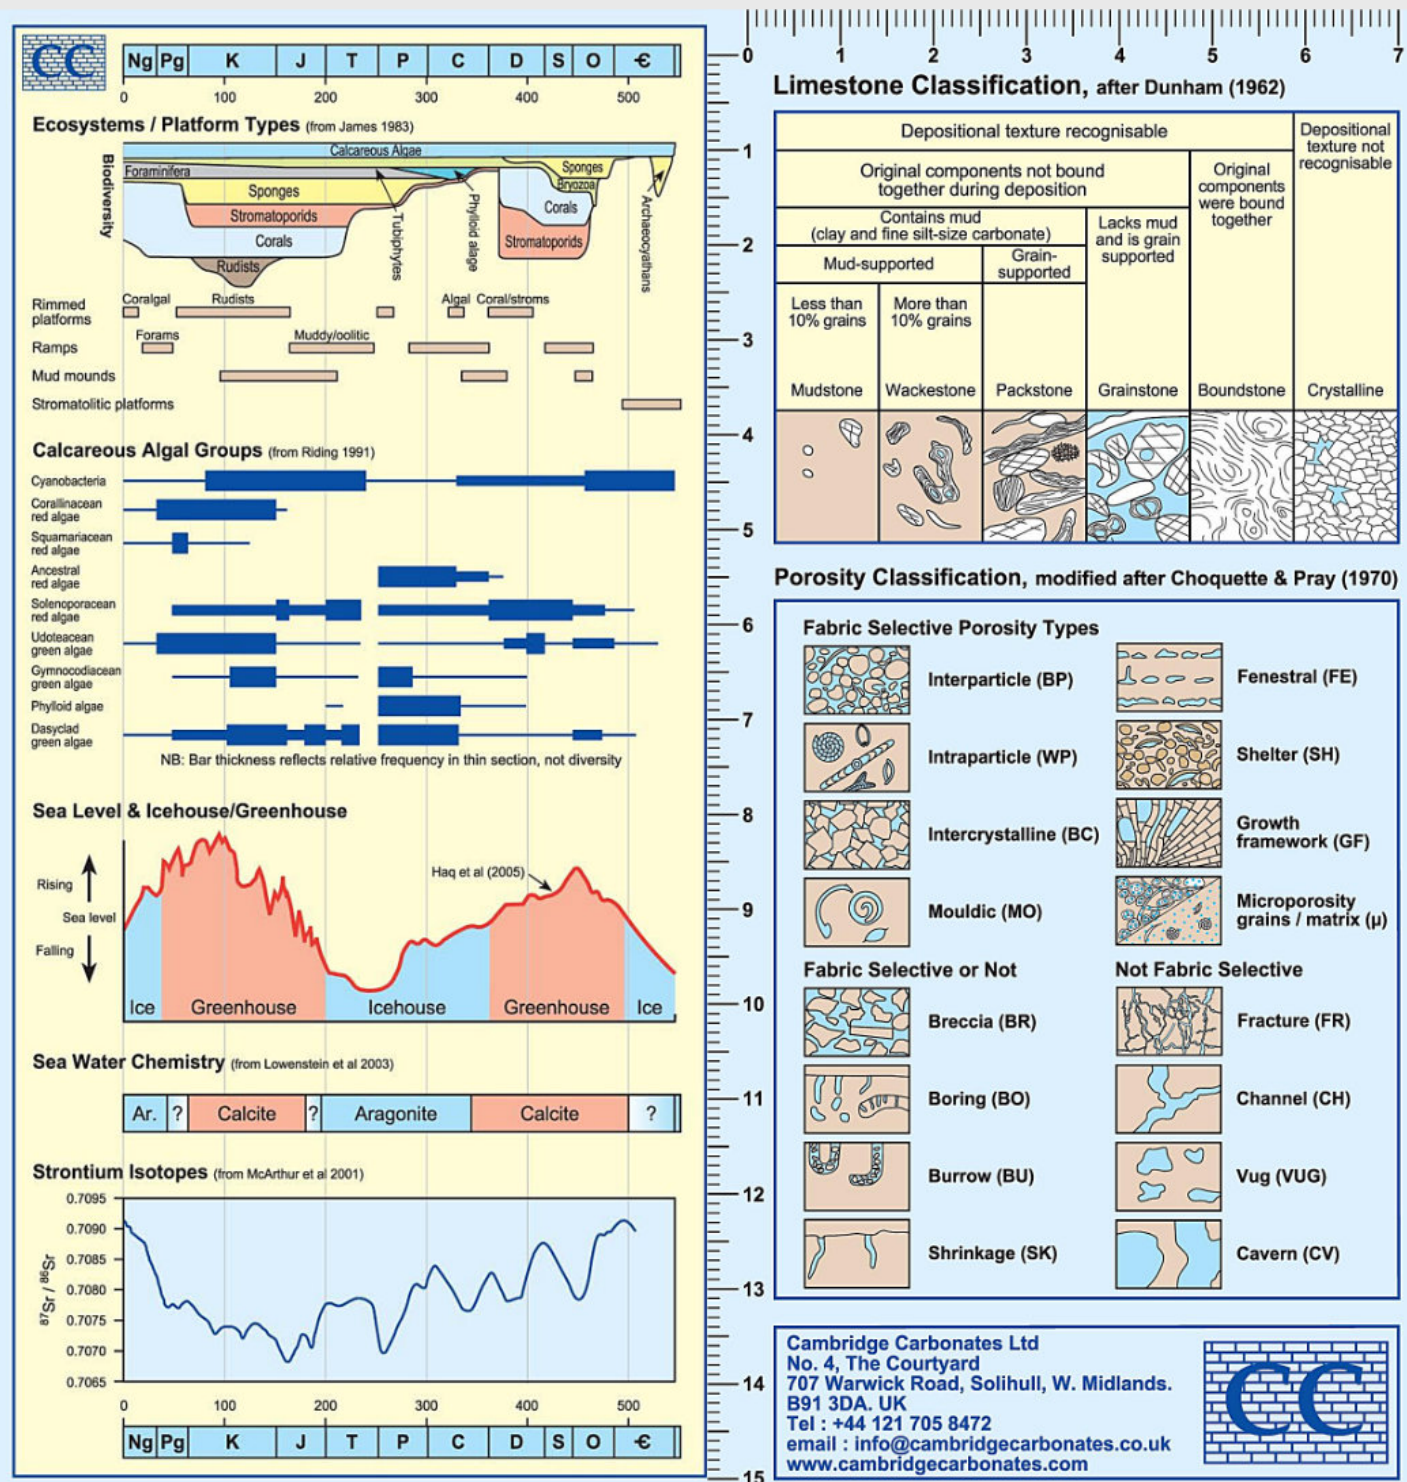 CC
Ng Pg K J T P C D S O -Є
0 100 200 300 400 500
Ecosystems / Platform Types (from James 1983)
Biodiversity
Calcareous Algae
Foraminifera
Sponges
Stromatoporids
Corals
Rudists
Tubiphytes
Phylloid alage
Sponges
Bryozoa
Corals
Stromatoporids
Archaeocyathans
Rimmed
platforms
Coralgal Rudists Algal Coral/stroms
Ramps
Forams Muddy/oolitic
Mud mounds
Stromatolitic platforms
Calcareous Algal Groups (from Riding 1991)
Cyanobacteria
Corallinacean
red algae
Squamariacean
red algae
Ancestral
red algae
Solenoporacean
red algae
Udoteacean
green algae
Gymnocodiacean
green algae
Phylloid algae
Dasyclad
green algae
NB: Bar thickness reflects relative frequency in thin section, not diversity
Sea Level & Icehouse/Greenhouse
Rising
Sea level
Falling
Haq et al (2005)
Ice Greenhouse Icehouse Greenhouse Ice
Sea Water Chemistry (from Lowenstein et al 2003)
Ar. ? Calcite ? Aragonite Calcite ?
Strontium Isotopes (from McArthur et al 2001)
87Sr / 86Sr
0.7095
0.7090
0.7085
0.7080
0.7075
0.7070
0.7065
0 100 200 300 400 500
Ng Pg K J T P C D S O -Є
0 1 2 3 4 5 6 7
1
2
3
4
5
6
7
8
9
10
11
12
13
14
15
Limestone Classification, after Dunham (1962)
Depositional texture recognisable
Depositional
texture not
recognisable
Original components not bound
together during deposition
Original
components
were bound
together
Contains mud
(clay and fine silt-size carbonate)
Lacks mud
and is grain
supported
Mud-supported
Grain-
supported
Less than
10% grains
More than
10% grains
Mudstone Wackestone Packstone Grainstone Boundstone Crystalline
Porosity Classification, modified after Choquette & Pray (1970)
Fabric Selective Porosity Types
Interparticle (BP)
Fenestral (FE)
Intraparticle (WP)
Shelter (SH)
Intercrystalline (BC)
Growth
framework (GF)
Mouldic (MO)
Microporosity
grains / matrix (µ)
Fabric Selective or Not
Not Fabric Selective
Breccia (BR)
Fracture (FR)
Boring (BO)
Channel (CH)
Burrow (BU)
Vug (VUG)
Shrinkage (SK)
Cavern (CV)
Cambridge Carbonates Ltd
No. 4, The Courtyard
707 Warwick Road, Solihull, W. Midlands.
B91 3DA. UK
Tel : +44 121 705 8472
email : info@cambridgecarbonates.co.uk
www.cambridgecarbonates.com
CC